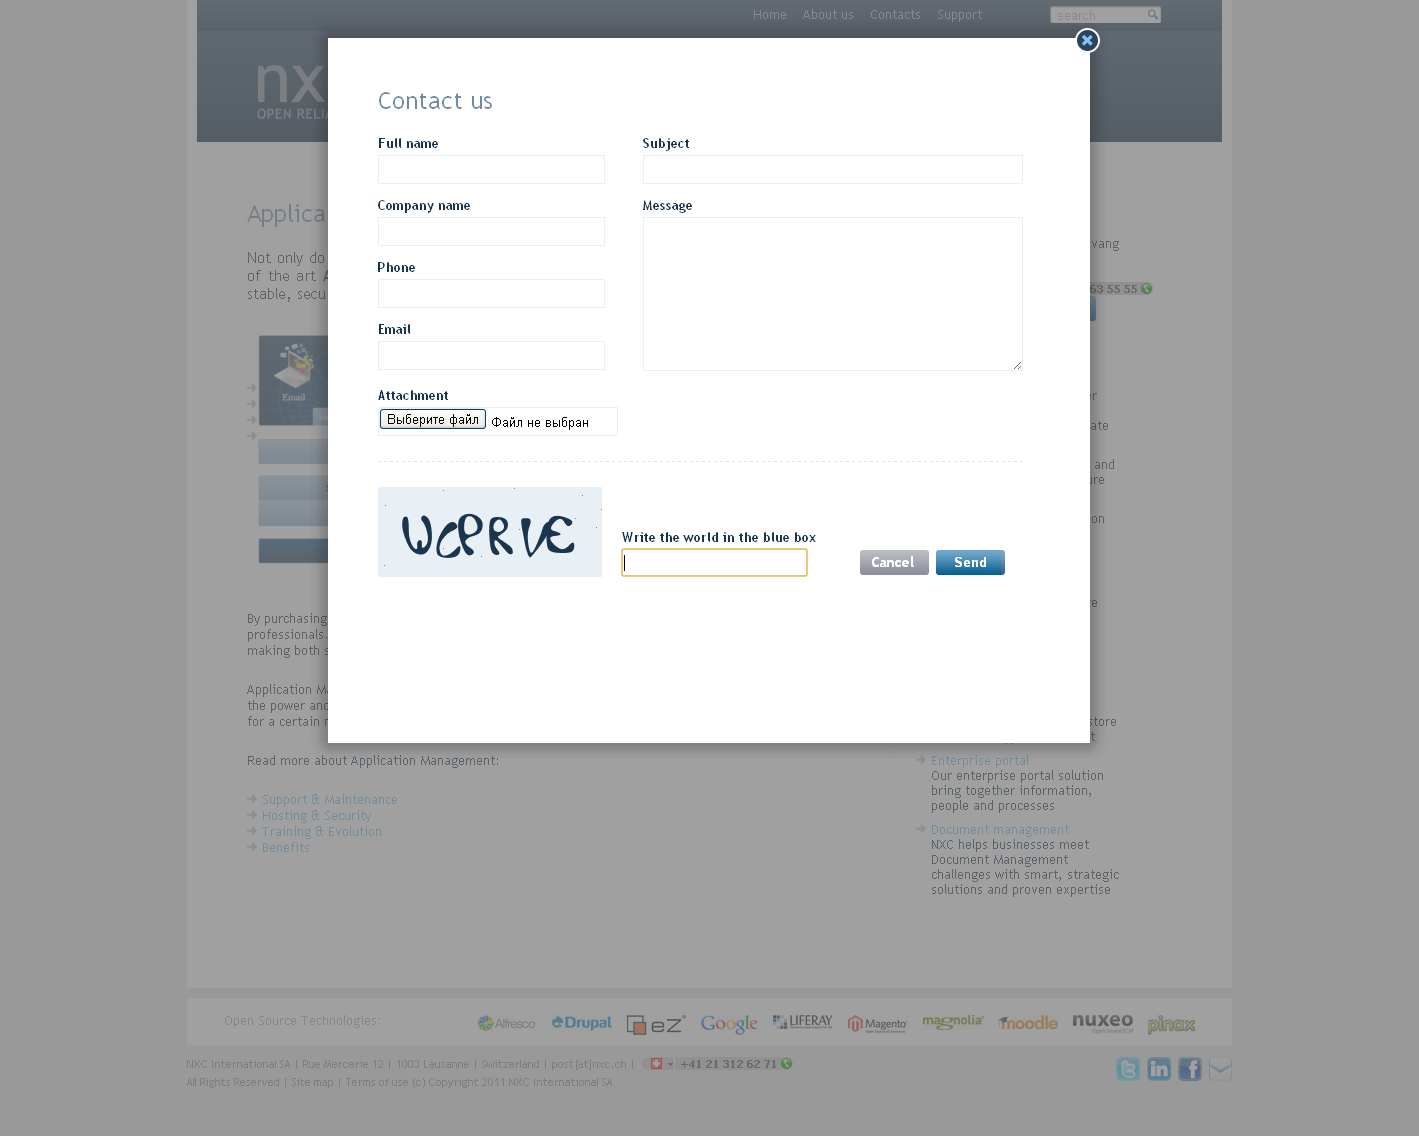 Home About us Contacts Support search
Contact us
Full name
Subject
Company name
Message
Phone
Email
Attachment
Выберите файл Файл не выбран
WCPRVE
Write the world in the blue box
Cancel Send
nx
OPEN RELI
Applica
Not only do
of the art
stable, secu
Email
By purchasing
professionals.
making both
Application
the power and
for a certain
Read more about Application Management:
Support & Maintenance
Hosting & Security
Training & Evolution
Benefits
vang
63 55 55
and
Enterprise portal
Our enterprise portal solution
bring together information,
people and processes
Document management
NXC helps businesses meet
Document Management
challenges with smart, strategic
solutions and proven expertise
Open Source Technologies: Alfresco Drupal eZ Google LIFERAY Magento magnolia moodle nuxeo pinax
NXC International SA | Rue Mercerie 12 | 1003 Lausanne | Switzerland | post[at]nxc.ch | +41 21 312 62 71
All Rights Reserved | Site map | Terms of use (c) Copyright 2011 NXC International SA